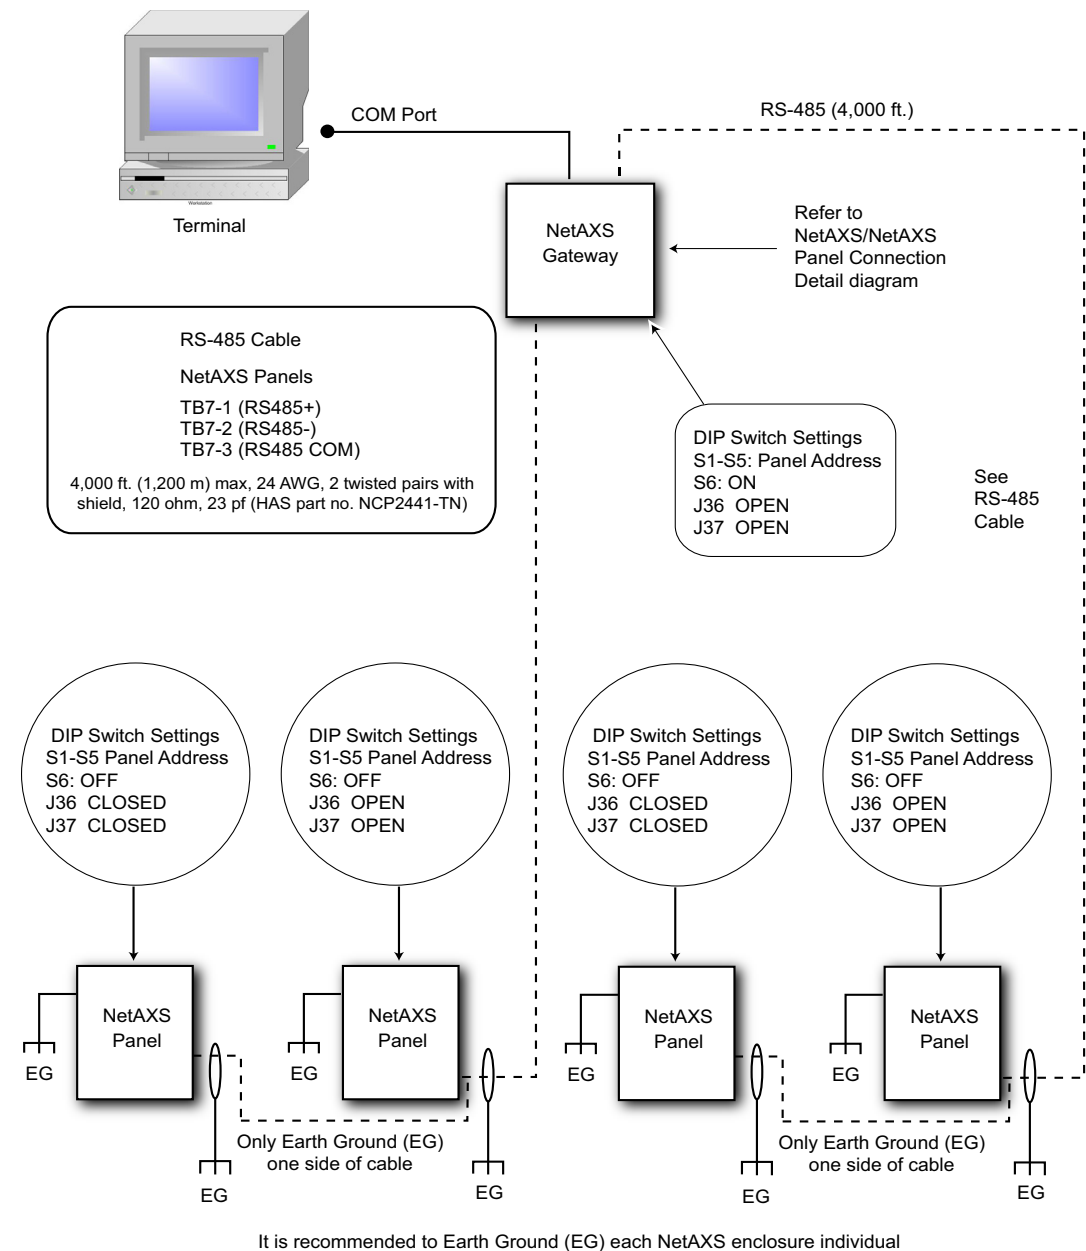 COM Port
RS-485 (4,000 ft.)
Workstation
Terminal
NetAXS
Gateway
Refer to
NetAXS/NetAXS
Panel Connection
Detail diagram
RS-485 Cable
NetAXS Panels
TB7-1 (RS485+)
TB7-2 (RS485-)
TB7-3 (RS485 COM)
4,000 ft. (1,200 m) max, 24 AWG, 2 twisted pairs with
shield, 120 ohm, 23 pf (HAS part no. NCP2441-TN)
DIP Switch Settings
S1-S5: Panel Address
S6: ON
J36 OPEN
J37 OPEN
See
RS-485
Cable
DIP Switch Settings
S1-S5 Panel Address
S6: OFF
J36 CLOSED
J37 CLOSED
DIP Switch Settings
S1-S5 Panel Address
S6: OFF
J36 OPEN
J37 OPEN
DIP Switch Settings
S1-S5 Panel Address
S6: OFF
J36 CLOSED
J37 CLOSED
DIP Switch Settings
S1-S5 Panel Address
S6: OFF
J36 OPEN
J37 OPEN
NetAXS
Panel
NetAXS
Panel
NetAXS
Panel
NetAXS
Panel
EG
EG
EG
EG
Only Earth Ground (EG)
one side of cable
Only Earth Ground (EG)
one side of cable
EG
EG
EG
EG
It is recommended to Earth Ground (EG) each NetAXS enclosure individual